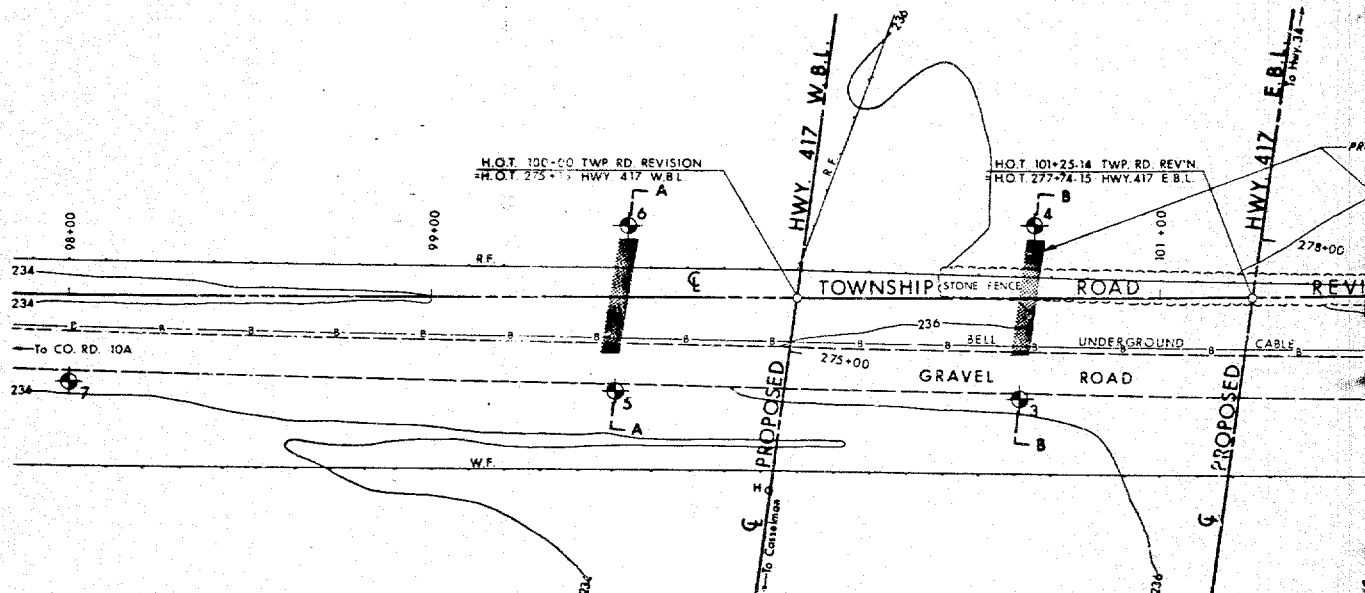 236
HWY. 417 W.B.L.
HWY. 417 E.B.L.
To Hwy. 34
R.F.
H.O.T. 100+00 TWP. RD. REVISION
=H.O.T. 275+ HWY. 417 W.B.L.
H.O.T. 101+25.14 TWP. RD. REV'N.
=H.O.T. 277+74.15 HWY. 417 E.B.L.
A
B
6
4
98+00
99+00
101+00
278+00
R.F.
234
234
℄
TOWNSHIP
STONE FENCE
ROAD
236
B B B B B B B B
BELL UNDERGROUND CABLE
To CO. RD. 10A
275+00
GRAVEL ROAD
7
5
3
A
B
PROPOSED
PROPOSED
W.F.
H
℄
℄
To Casselman
236